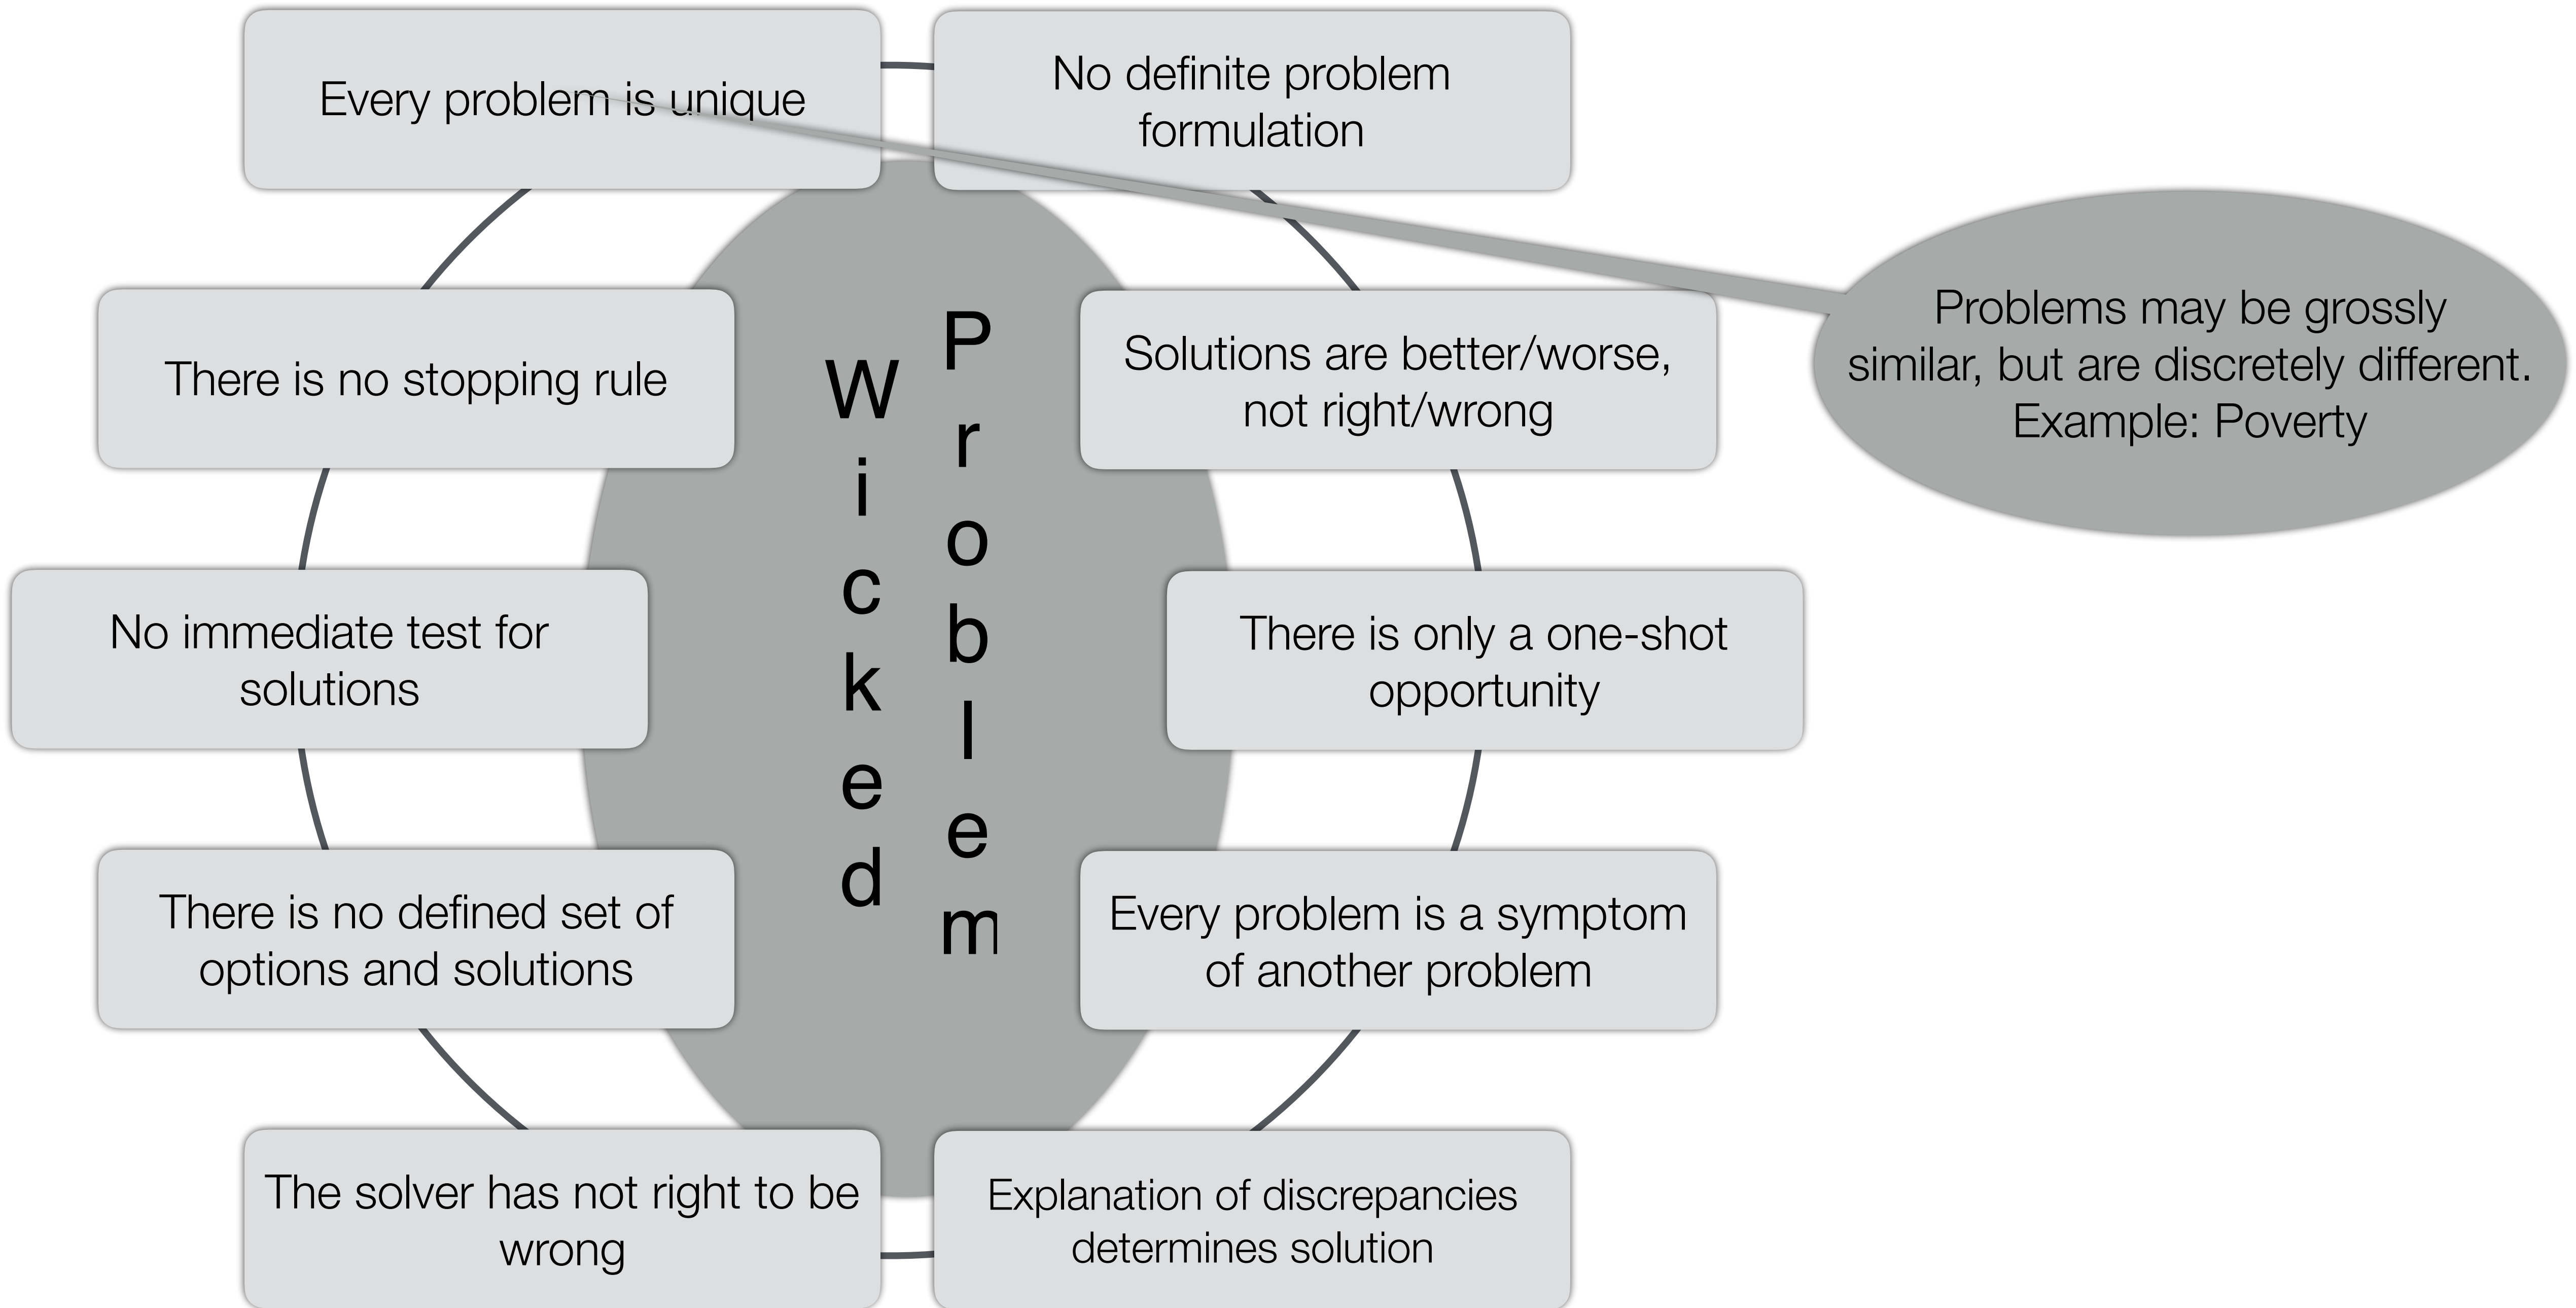 Every problem is unique
No definite problem
formulation
There is no stopping rule
Wicked
Problem
Solutions are better/worse,
not right/wrong
Problems may be grossly
similar, but are discretely different.
Example: Poverty
No immediate test for
solutions
There is only a one-shot
opportunity
There is no defined set of
options and solutions
Every problem is a symptom
of another problem
The solver has not right to be
wrong
Explanation of discrepancies
determines solution